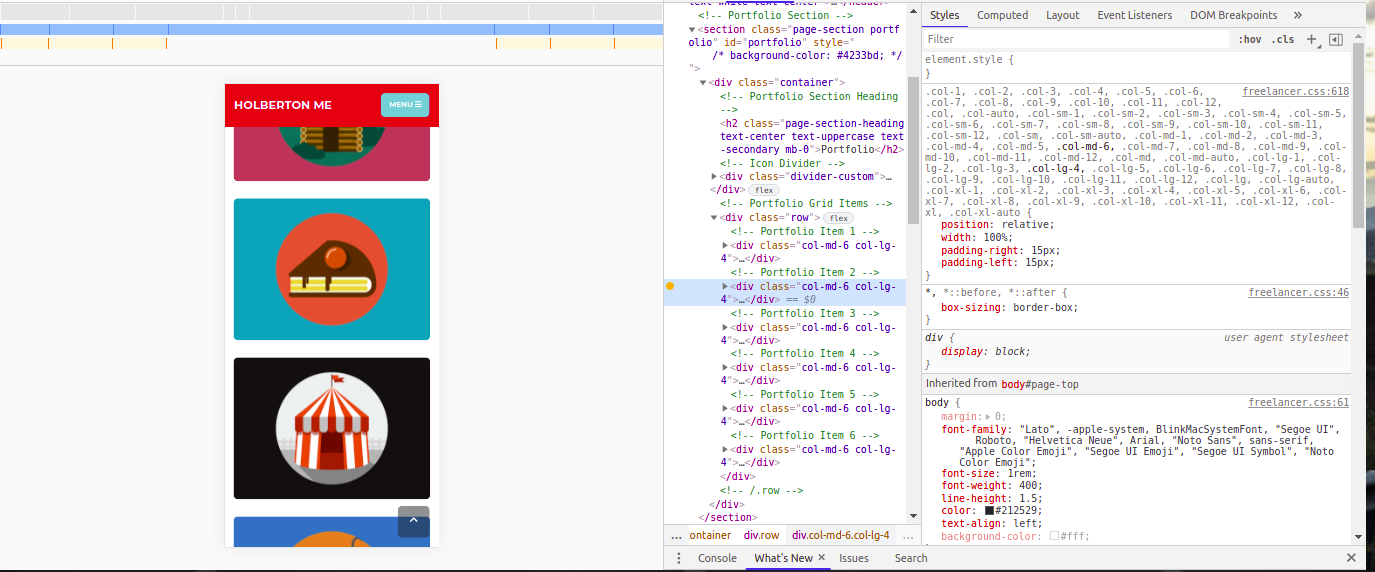 HOLBERTON ME
MENU
text-white text-center">…</header>
<!-- Portfolio Section -->
<section class="page-section portf
olio" id="portfolio" style="
/* background-color: #4233bd; */
">
<div class="container">
<!-- Portfolio Section Heading
-->
<h2 class="page-section-heading
text-center text-uppercase text
-secondary mb-0">Portfolio</h2>
<!-- Icon Divider -->
<div class="divider-custom">…
</div> flex
<!-- Portfolio Grid Items -->
<div class="row"> flex
<!-- Portfolio Item 1 -->
<div class="col-md-6 col-lg-
4">…</div>
<!-- Portfolio Item 2 -->
<div class="col-md-6 col-lg-
4">…</div> == $0
<!-- Portfolio Item 3 -->
<div class="col-md-6 col-lg-
4">…</div>
<!-- Portfolio Item 4 -->
<div class="col-md-6 col-lg-
4">…</div>
<!-- Portfolio Item 5 -->
<div class="col-md-6 col-lg-
4">…</div>
<!-- Portfolio Item 6 -->
<div class="col-md-6 col-lg-
4">…</div>
</div>
<!-- /.row -->
</div>
</section>
… ontainer div.row div.col-md-6.col-lg-4 …
Styles Computed Layout Event Listeners DOM Breakpoints »
Filter :hov .cls +
element.style {
}
.col-1, .col-2, .col-3, .col-4, .col-5, .col-6, freelancer.css:618
.col-7, .col-8, .col-9, .col-10, .col-11, .col-12,
.col, .col-auto, .col-sm-1, .col-sm-2, .col-sm-3, .col-sm-4, .col-sm-5,
.col-sm-6, .col-sm-7, .col-sm-8, .col-sm-9, .col-sm-10, .col-sm-11,
.col-sm-12, .col-sm, .col-sm-auto, .col-md-1, .col-md-2, .col-md-3,
.col-md-4, .col-md-5, .col-md-6, .col-md-7, .col-md-8, .col-md-9, .col-
md-10, .col-md-11, .col-md-12, .col-md, .col-md-auto, .col-lg-1, .col-
lg-2, .col-lg-3, .col-lg-4, .col-lg-5, .col-lg-6, .col-lg-7, .col-lg-8,
.col-lg-9, .col-lg-10, .col-lg-11, .col-lg-12, .col-lg, .col-lg-auto,
.col-xl-1, .col-xl-2, .col-xl-3, .col-xl-4, .col-xl-5, .col-xl-6, .col-
xl-7, .col-xl-8, .col-xl-9, .col-xl-10, .col-xl-11, .col-xl-12, .col-
xl, .col-xl-auto {
position: relative;
width: 100%;
padding-right: 15px;
padding-left: 15px;
}
*, *::before, *::after { freelancer.css:46
box-sizing: border-box;
}
div { user agent stylesheet
display: block;
}
Inherited from body#page-top
body { freelancer.css:61
margin: 0;
font-family: "Lato", -apple-system, BlinkMacSystemFont, "Segoe UI",
Roboto, "Helvetica Neue", Arial, "Noto Sans", sans-serif,
"Apple Color Emoji", "Segoe UI Emoji", "Segoe UI Symbol", "Noto
Color Emoji";
font-size: 1rem;
font-weight: 400;
line-height: 1.5;
color: #212529;
text-align: left;
background-color: #fff;
Console What's New × Issues Search